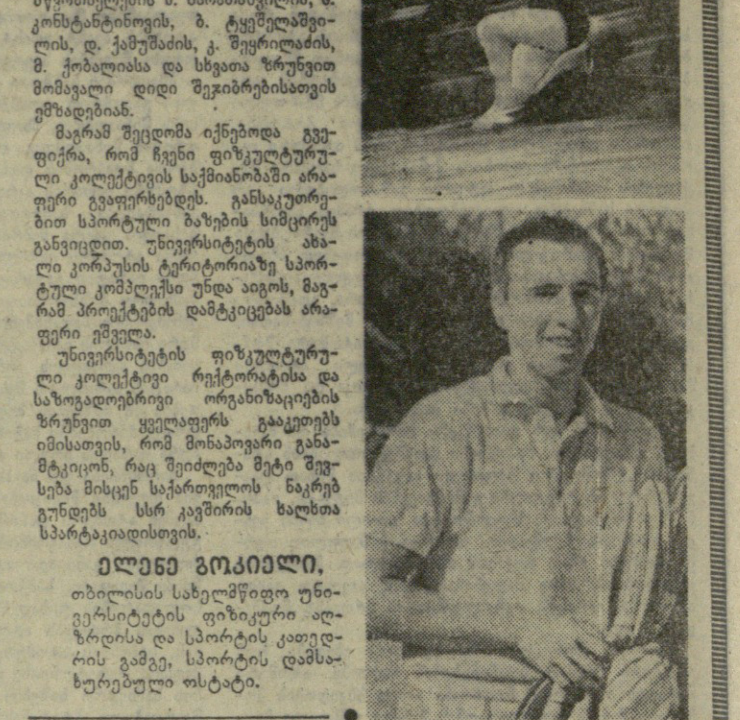 კონსტანტინოვის, ბ. ტყეშელაშვი-
ლის, დ. ქამუშაძის, კ. შეყრილაძის,
მ. ქობალიასა და სხვათა ზრუნვით
მომავალი დიდი შეჯიბრებისათვის
ემზადებიან.
მაგრამ შეცდომა იქნებოდა გვე-
ფიქრა, რომ ჩვენი ფიზკულტურუ-
ლი კოლექტივის საქმიანობაში არა-
ფერი გვაფერხებდეს. განსაკუთრე-
ბით სპორტული ბაზების სიმცირეს
განვიცდით. უნივერსიტეტის ახა-
ლი კორპუსის ტერიტორიაზე სპორ-
ტული კომპლექსი უნდა აიგოს, მაგ-
რამ პროექტების დამტკიცებას არა-
ფერი ეშველა.
უნივერსიტეტის ფიზკულტურუ-
ლი კოლექტივი რექტორატისა და
საზოგადოებრივი ორგანიზაციების
ზრუნვით ყველაფერს გააკეთებს
იმისათვის, რომ მონაპოვარი განა-
მტკიცონ, რაც შეიძლება მეტი შევ-
სება მისცენ საქართველოს ნაკრებ
გუნდებს სსრ კავშირის ხალხთა
სპარტაკიადისთვის.
ელენე გოკიელი,
თბილისის სახელმწიფო უნი-
ვერსიტეტის ფიზიკური აღ-
ზრდისა და სპორტის კათედ-
რის გამგე, სპორტის დამსა-
ხურებული ოსტატი.